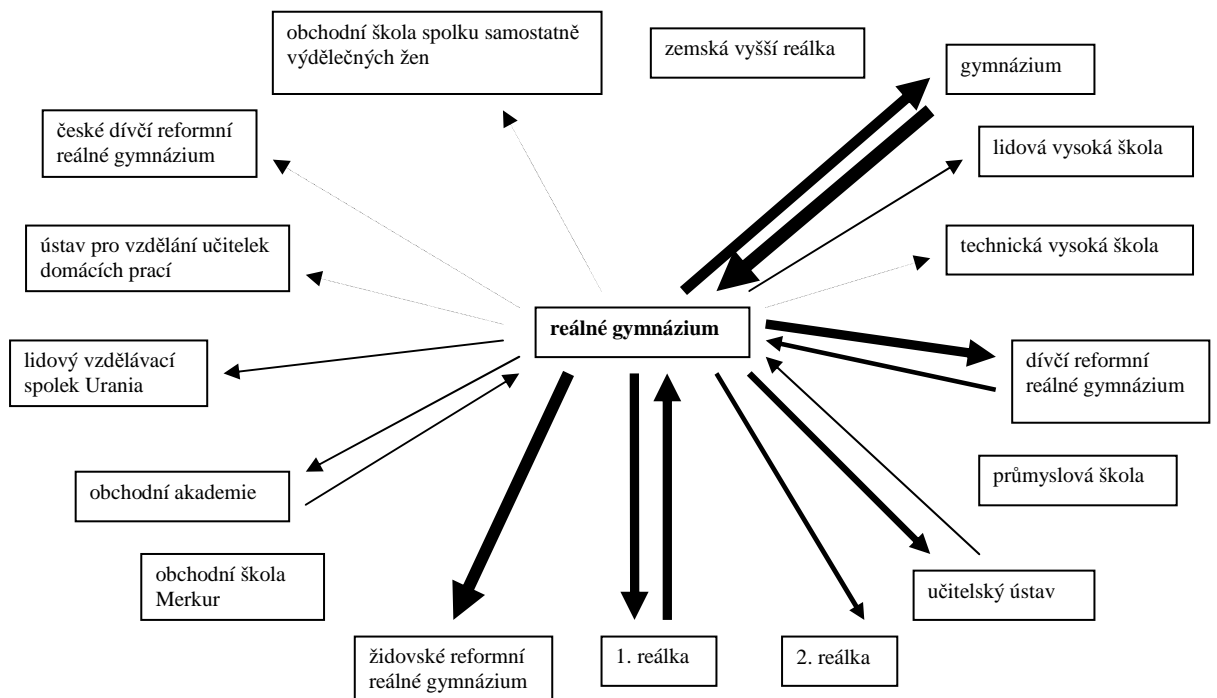 obchodní škola spolku samostatně
výdělečných žen
zemská vyšší reálka
gymnázium
české dívčí reformní
reálné gymnázium
lidová vysoká škola
ústav pro vzdělání učitelek
domácích prací
technická vysoká škola
reálné gymnázium
lidový vzdělávací
spolek Urania
dívčí reformní
reálné gymnázium
obchodní akademie
průmyslová škola
obchodní škola
Merkur
učitelský ústav
židovské reformní
reálné gymnázium
1. reálka
2. reálka